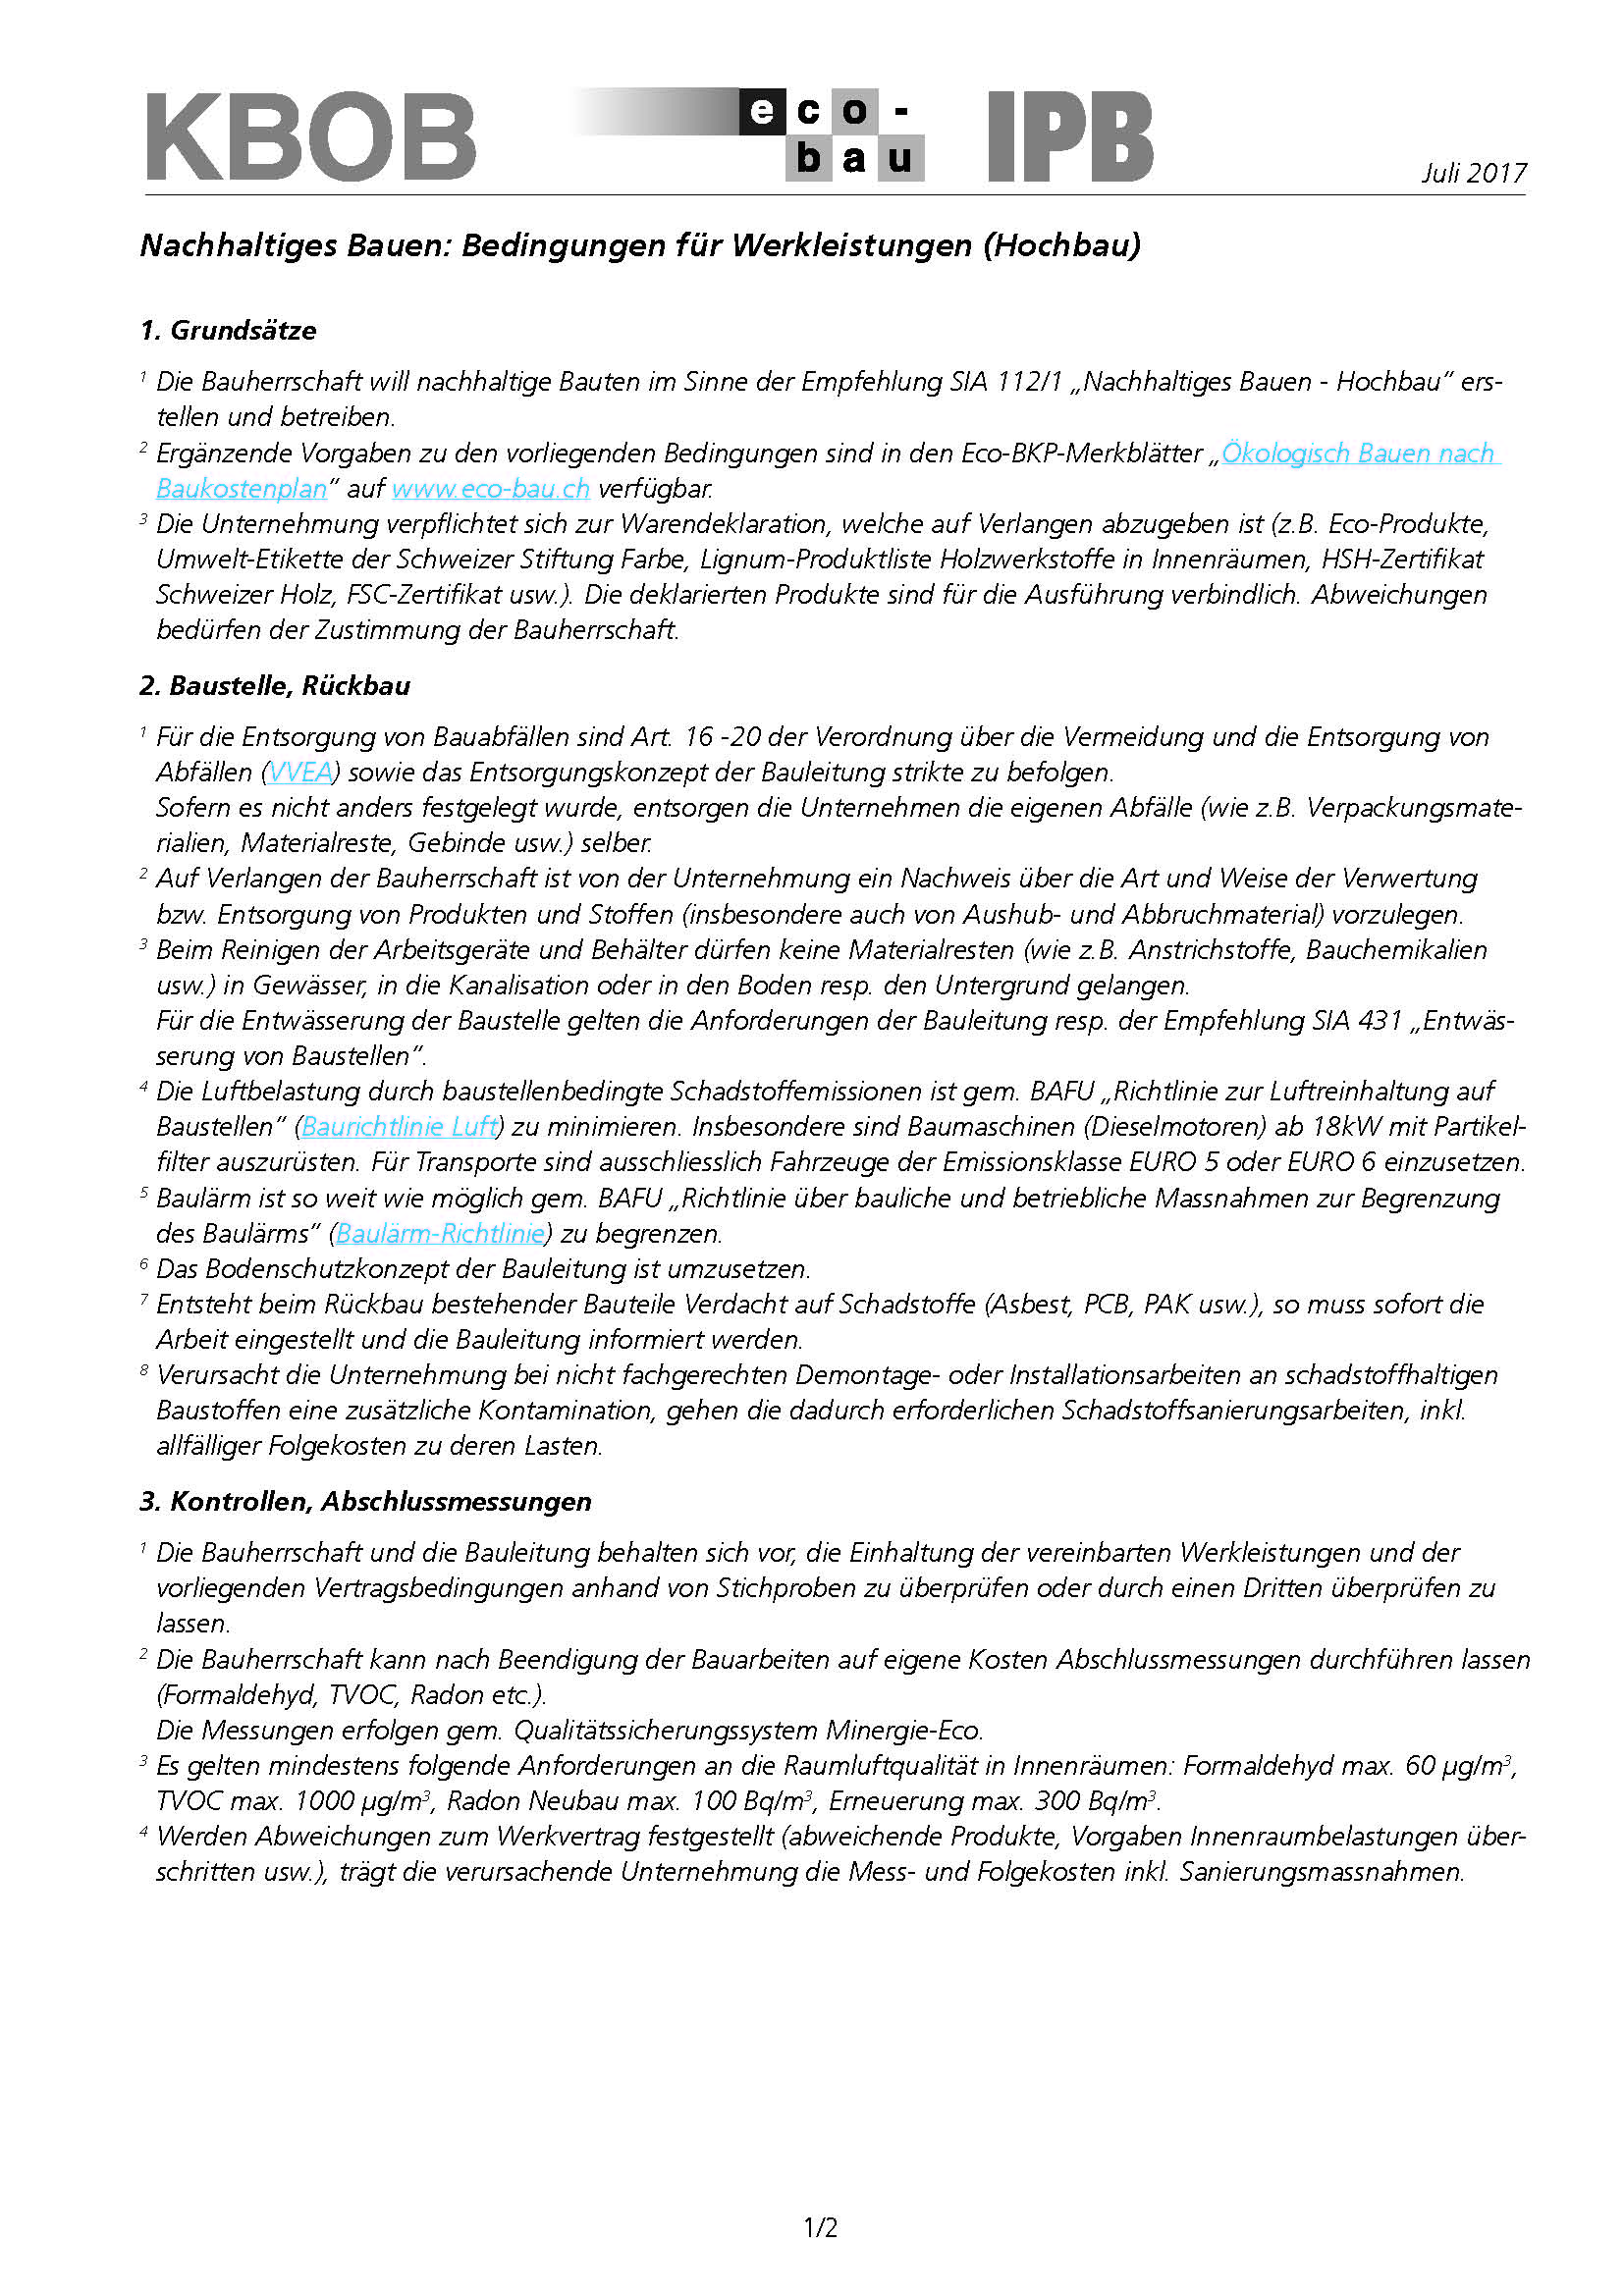 KBOB
eco-
bau
IPB
Juli 2017
Nachhaltiges Bauen: Bedingungen für Werkleistungen (Hochbau)
1. Grundsätze
1 Die Bauherrschaft will nachhaltige Bauten im Sinne der Empfehlung SIA 112/1 „Nachhaltiges Bauen - Hochbau“ ers-
tellen und betreiben.
2 Ergänzende Vorgaben zu den vorliegenden Bedingungen sind in den Eco-BKP-Merkblätter „Ökologisch Bauen nach
Baukostenplan“ auf www.eco-bau.ch verfügbar.
3 Die Unternehmung verpflichtet sich zur Warendeklaration, welche auf Verlangen abzugeben ist (z.B. Eco-Produkte,
Umwelt-Etikette der Schweizer Stiftung Farbe, Lignum-Produktliste Holzwerkstoffe in Innenräumen, HSH-Zertifikat
Schweizer Holz, FSC-Zertifikat usw.). Die deklarierten Produkte sind für die Ausführung verbindlich. Abweichungen
bedürfen der Zustimmung der Bauherrschaft.
2. Baustelle, Rückbau
1 Für die Entsorgung von Bauabfällen sind Art. 16 -20 der Verordnung über die Vermeidung und die Entsorgung von
Abfällen (VVEA) sowie das Entsorgungskonzept der Bauleitung strikte zu befolgen.
Sofern es nicht anders festgelegt wurde, entsorgen die Unternehmen die eigenen Abfälle (wie z.B. Verpackungsmate-
rialien, Materialreste, Gebinde usw.) selber.
2 Auf Verlangen der Bauherrschaft ist von der Unternehmung ein Nachweis über die Art und Weise der Verwertung
bzw. Entsorgung von Produkten und Stoffen (insbesondere auch von Aushub- und Abbruchmaterial) vorzulegen.
3 Beim Reinigen der Arbeitsgeräte und Behälter dürfen keine Materialresten (wie z.B. Anstrichstoffe, Bauchemikalien
usw.) in Gewässer, in die Kanalisation oder in den Boden resp. den Untergrund gelangen.
Für die Entwässerung der Baustelle gelten die Anforderungen der Bauleitung resp. der Empfehlung SIA 431 „Entwäs-
serung von Baustellen“.
4 Die Luftbelastung durch baustellenbedingte Schadstoffemissionen ist gem. BAFU „Richtlinie zur Luftreinhaltung auf
Baustellen“ (Baurichtlinie Luft) zu minimieren. Insbesondere sind Baumaschinen (Dieselmotoren) ab 18kW mit Partikel-
filter auszurüsten. Für Transporte sind ausschliesslich Fahrzeuge der Emissionsklasse EURO 5 oder EURO 6 einzusetzen.
5 Baulärm ist so weit wie möglich gem. BAFU „Richtlinie über bauliche und betriebliche Massnahmen zur Begrenzung
des Baulärms“ (Baulärm-Richtlinie) zu begrenzen.
6 Das Bodenschutzkonzept der Bauleitung ist umzusetzen.
7 Entsteht beim Rückbau bestehender Bauteile Verdacht auf Schadstoffe (Asbest, PCB, PAK usw.), so muss sofort die
Arbeit eingestellt und die Bauleitung informiert werden.
8 Verursacht die Unternehmung bei nicht fachgerechten Demontage- oder Installationsarbeiten an schadstoffhaltigen
Baustoffen eine zusätzliche Kontamination, gehen die dadurch erforderlichen Schadstoffsanierungsarbeiten, inkl.
allfälliger Folgekosten zu deren Lasten.
3. Kontrollen, Abschlussmessungen
1 Die Bauherrschaft und die Bauleitung behalten sich vor, die Einhaltung der vereinbarten Werkleistungen und der
vorliegenden Vertragsbedingungen anhand von Stichproben zu überprüfen oder durch einen Dritten überprüfen zu
lassen.
2 Die Bauherrschaft kann nach Beendigung der Bauarbeiten auf eigene Kosten Abschlussmessungen durchführen lassen
(Formaldehyd, TVOC, Radon etc.).
Die Messungen erfolgen gem. Qualitätssicherungssystem Minergie-Eco.
3 Es gelten mindestens folgende Anforderungen an die Raumluftqualität in Innenräumen: Formaldehyd max. 60 µg/m³,
TVOC max. 1000 µg/m³, Radon Neubau max. 100 Bq/m³, Erneuerung max. 300 Bq/m³.
4 Werden Abweichungen zum Werkvertrag festgestellt (abweichende Produkte, Vorgaben Innenraumbelastungen über-
schritten usw.), trägt die verursachende Unternehmung die Mess- und Folgekosten inkl. Sanierungsmassnahmen.
1/2